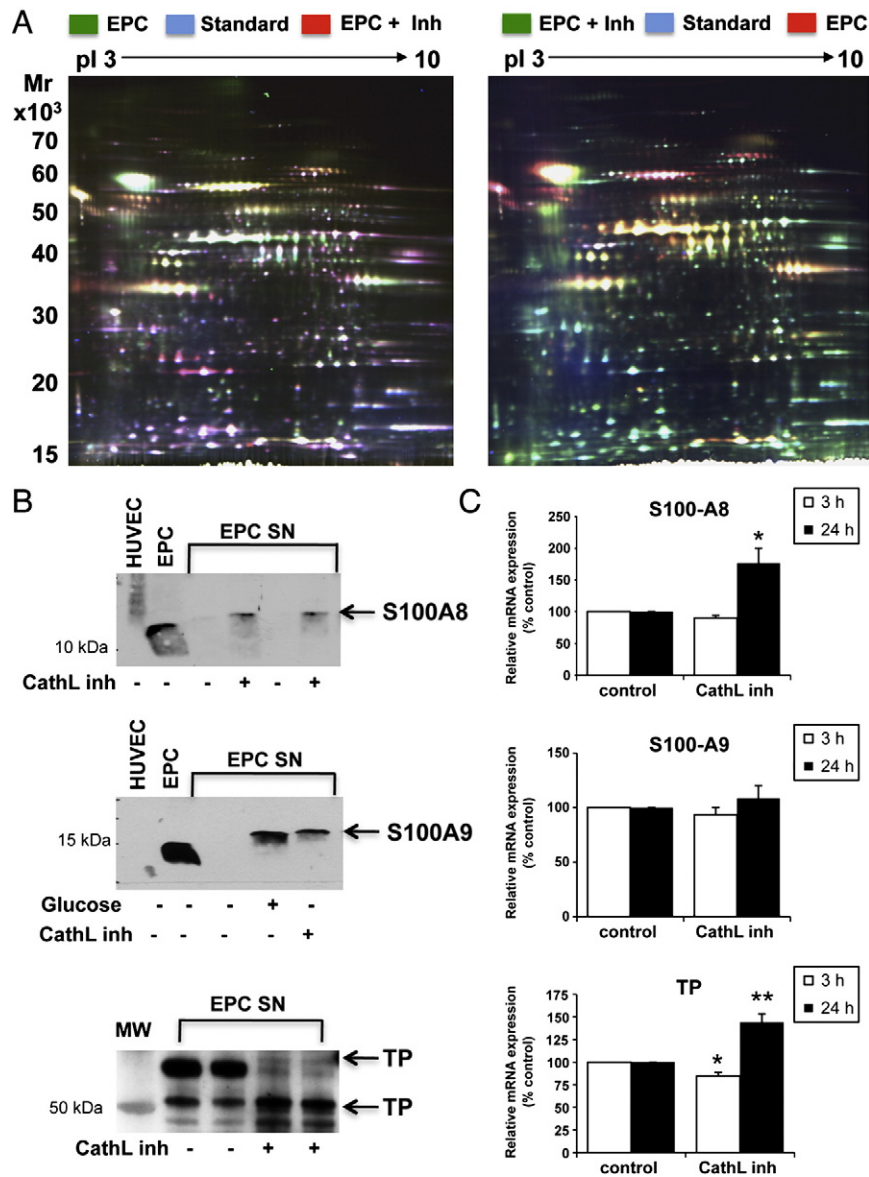 A
EPC Standard EPC + Inh
EPC + Inh Standard EPC
pI 3 10
pI 3 10
Mr
x10³
70
60
50
40
30
20
15
B
HUVEC
EPC
EPC SN
S100A8
10 kDa
CathL inh - - - + - +
HUVEC
EPC
EPC SN
15 kDa
S100A9
Glucose - - - + -
CathL inh - - - - +
EPC SN
MW
TP
50 kDa
TP
CathL inh - - + +
C
S100-A8
3 h
24 h
Relative mRNA expression
(% control)
250
200
150
100
50
0
*
control CathL inh
S100-A9
3 h
24 h
Relative mRNA expression
(% control)
150
100
50
0
control CathL inh
TP
3 h
24 h
Relative mRNA expression
(% control)
175
150
125
100
75
50
25
0
*
**
control CathL inh